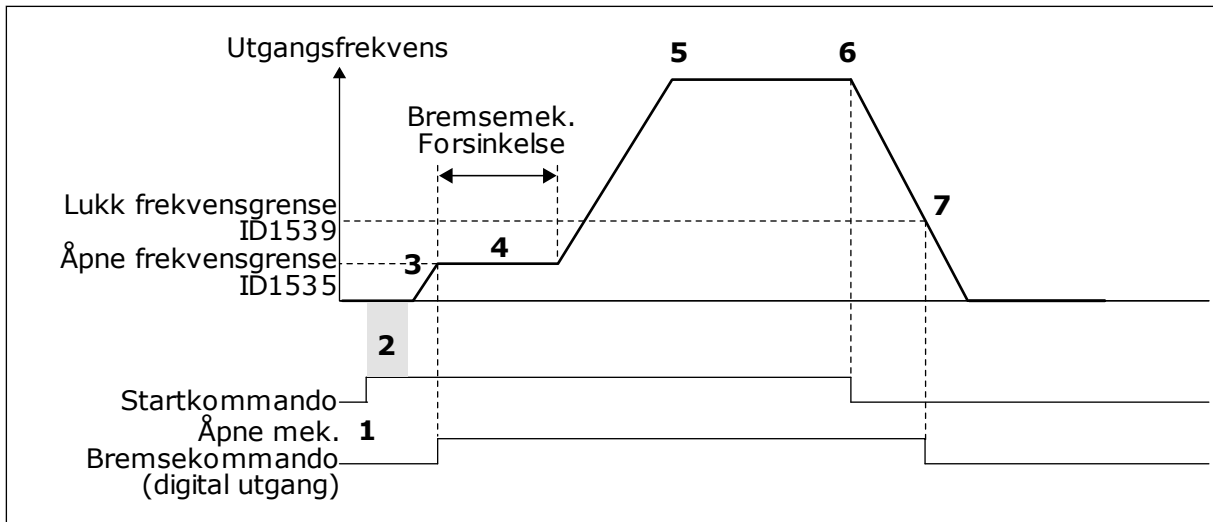 Utgangsfrekvens
5
6
Bremsemek.
Forsinkelse
Lukk frekvensgrense
ID1539
7
Åpne frekvensgrense
ID1535
3
4
2
Startkommando
Åpne mek.
1
Bremsekommando
(digital utgang)